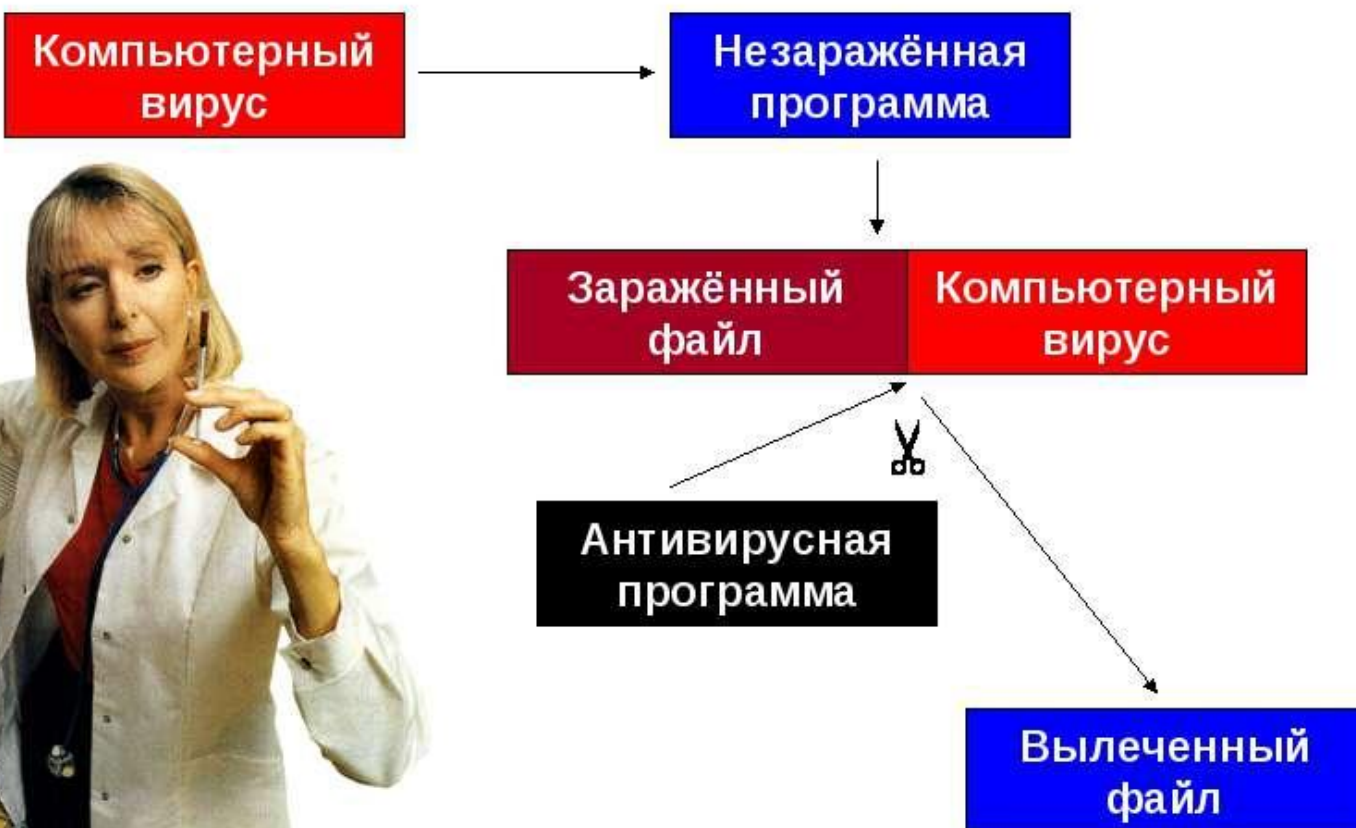 Компьютерный
вирус
Незаражённая
программа
Заражённый
файл
Компьютерный
вирус
Антивирусная
программа
Вылеченный
файл